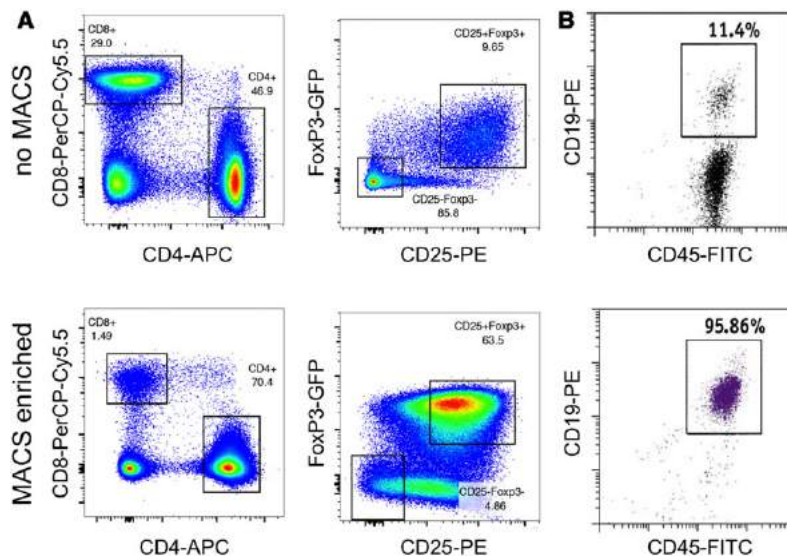 A
B
no MACS
CD8-PerCP-Cy5.5
CD8+
29.0
CD4+
46.9
CD4-APC
FoxP3-GFP
CD25+Foxp3+
9.65
CD25-Foxp3-
85.8
CD25-PE
CD19-PE
11.4%
CD45-FITC
MACS enriched
CD8-PerCP-Cy5.5
CD8+
1.49
CD4+
70.4
CD4-APC
FoxP3-GFP
CD25+Foxp3+
63.5
CD25-Foxp3-
4.86
CD25-PE
CD19-PE
95.86%
CD45-FITC